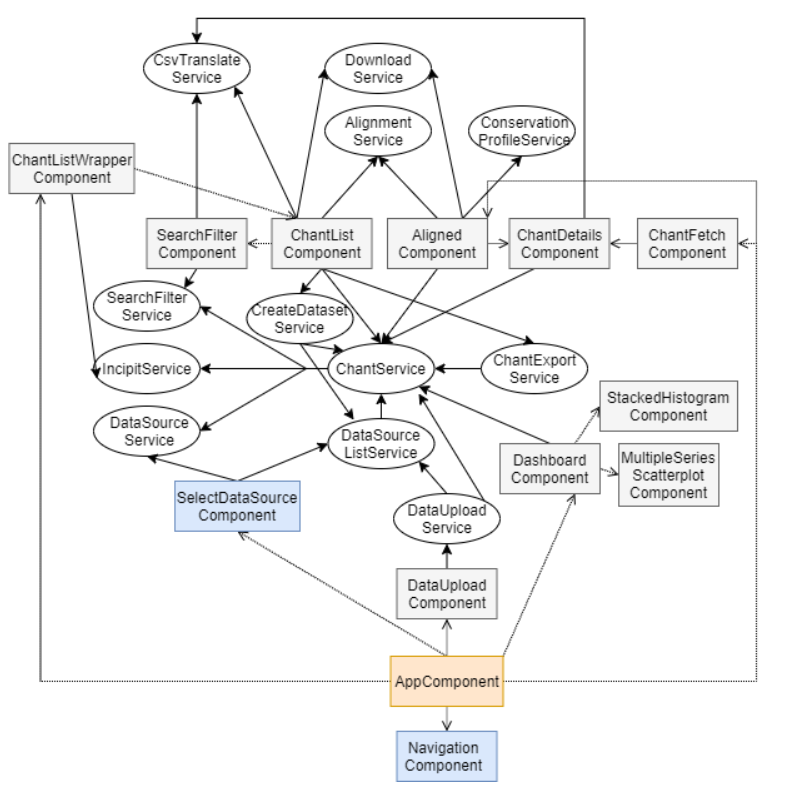 CsvTranslate
Service
Download
Service
Alignment
Service
Conservation
ProfileService
ChantListWrapper
Component
SearchFilter
Component
ChantList
Component
Aligned
Component
ChantDetails
Component
ChantFetch
Component
SearchFilter
Service
CreateDataset
Service
IncipitService
ChantService
ChantExport
Service
DataSource
Service
DataSource
ListService
StackedHistogram
Component
Dashboard
Component
MultipleSeries
Scatterplot
Component
SelectDataSource
Component
DataUpload
Service
DataUpload
Component
AppComponent
Navigation
Component